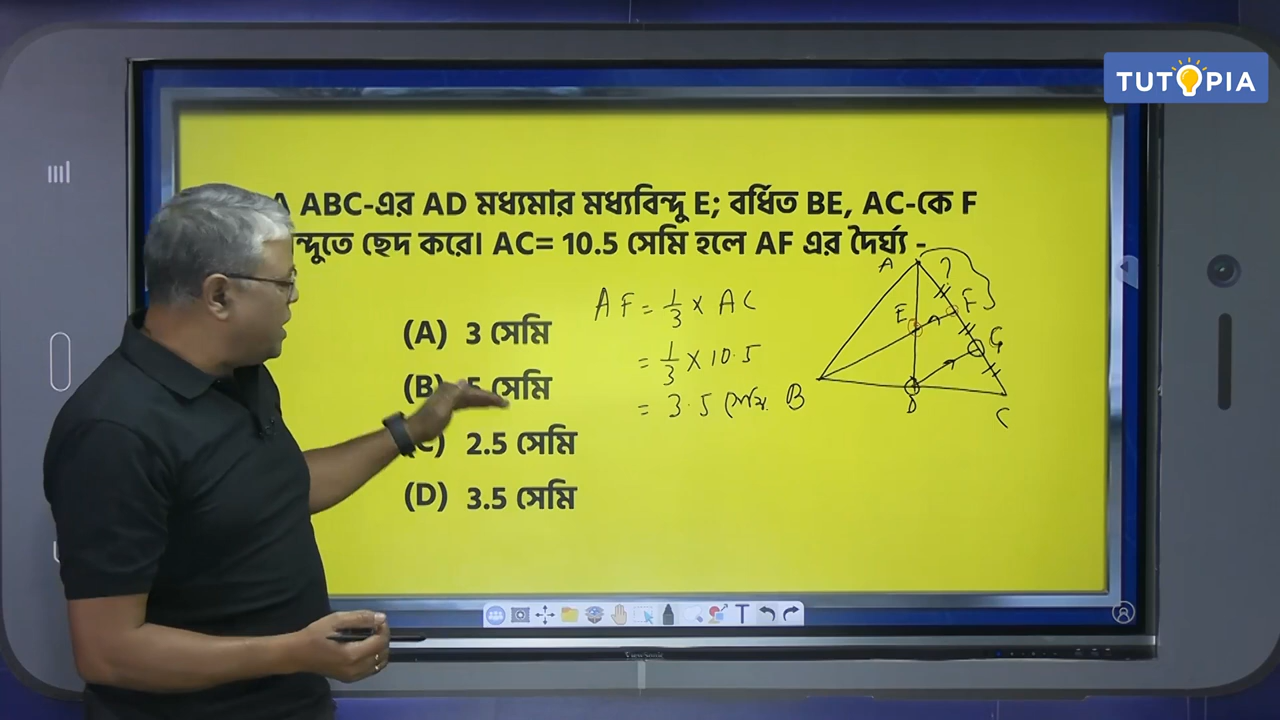 TUTOPIA
ABC-এর AD মধ্যমার মধ্যবিন্দু E; বর্ধিত BE, AC-কে F
ন্দুতে ছেদ করে। AC= 10.5 সেমি হলে AF এর দৈর্ঘ্য -
(A) 3 সেমি
(B) 5 সেমি
(C) 2.5 সেমি
(D) 3.5 সেমি
AF = 1/3 × AC
= 1/3 × 10.5
= 3.5 সেমি.
A
?
E
F
G
B
D
C
T